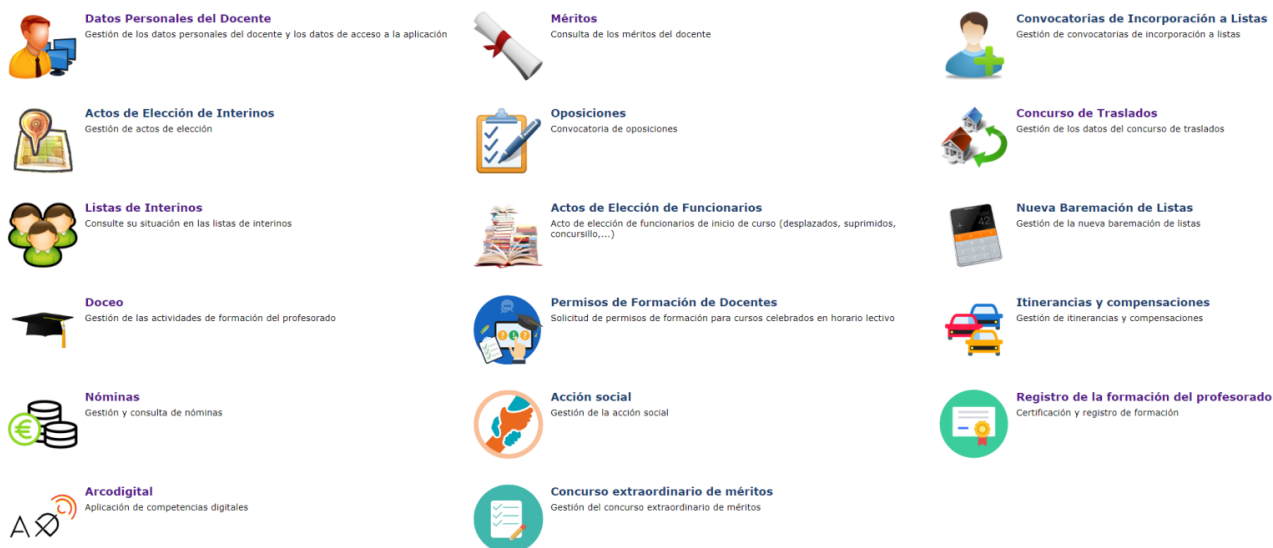 Datos Personales del Docente
Gestión de los datos personales del docente y los datos de acceso a la aplicación
Méritos
Consulta de los méritos del docente
Convocatorias de Incorporación a Listas
Gestión de convocatorias de incorporación a listas
Actos de Elección de Interinos
Gestión de actos de elección
Oposiciones
Convocatoria de oposiciones
Concurso de Traslados
Gestión de los datos del concurso de traslados
Listas de Interinos
Consulte su situación en las listas de interinos
Actos de Elección de Funcionarios
Acto de elección de funcionarios de inicio de curso (desplazados, suprimidos,
concursillo,...)
42
Nueva Baremación de Listas
Gestión de la nueva baremación de listas
Doceo
Gestión de las actividades de formación del profesorado
Permisos de Formación de Docentes
Solicitud de permisos de formación para cursos celebrados en horario lectivo
Itinerancias y compensaciones
Gestión de itinerancias y compensaciones
Nóminas
Gestión y consulta de nóminas
Acción social
Gestión de la acción social
Registro de la formación del profesorado
Certificación y registro de formación
Arcodigital
Aplicación de competencias digitales
Concurso extraordinario de méritos
Gestión del concurso extraordinario de méritos